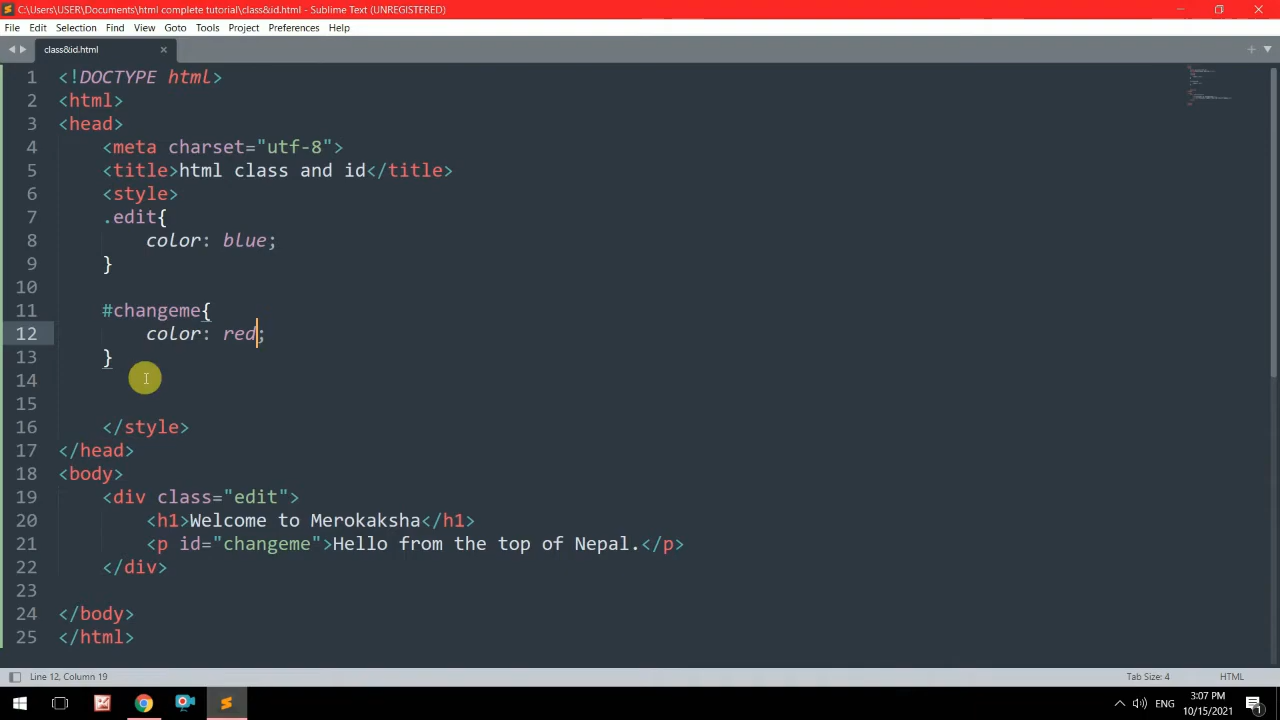 C:\Users\USER\Documents\html complete tutorial\class&id.html - Sublime Text (UNREGISTERED)
File Edit Selection Find View Goto Tools Project Preferences Help
class&id.html
1 <!DOCTYPE html>
2 <html>
3 <head>
4 <meta charset="utf-8">
5 <title>html class and id</title>
6 <style>
7 .edit{
8 color: blue;
9 }
10
11 #changeme{
12 color: red;
13 }
14
15
16 </style>
17 </head>
18 <body>
19 <div class="edit">
20 <h1>Welcome to Merokaksha</h1>
21 <p id="changeme">Hello from the top of Nepal.</p>
22 </div>
23
24 </body>
25 </html>
Line 12, Column 19 Tab Size: 4 HTML
ENG 3:07 PM
10/15/2021 1